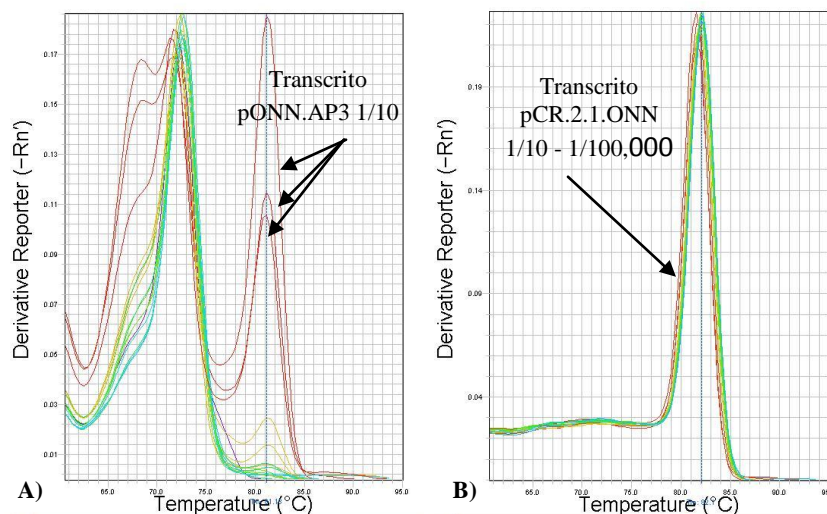 Transcrito
pONN.AP3 1/10
Derivative Reporter (−Rn')
0.17
0.15
0.13
0.11
0.09
0.07
0.05
0.03
0.01
65.0
70.0
75.0
80.0
85.0
90.0
95.0
A)
Temperature (°C)
Transcrito
pCR.2.1.ONN
1/10 - 1/100,000
Derivative Reporter (−Rn')
0.19
0.14
0.09
0.04
65.0
70.0
75.0
80.0
85.0
90.0
95.0
B)
Temperature (°C)